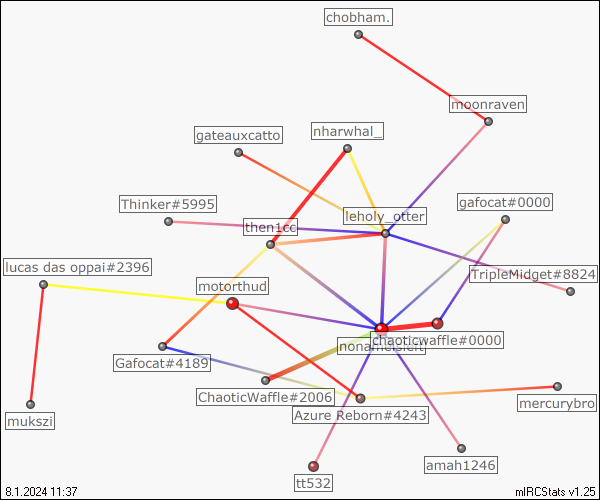 chobham.
moonraven
nharwhal_
gateauxcatto
Thinker#5995
gafocat#0000
leholy_otter
then1cc
lucas das oppai#2396
TripleMidget#8824
motorthud
chaoticwaffle#0000
Gafocat#4189
ChaoticWaffle#2006
mercurybro
Azure Reborn#4243
mukszi
amah1246
tt532
8.1.2024 11:37
mIRCStats v1.25